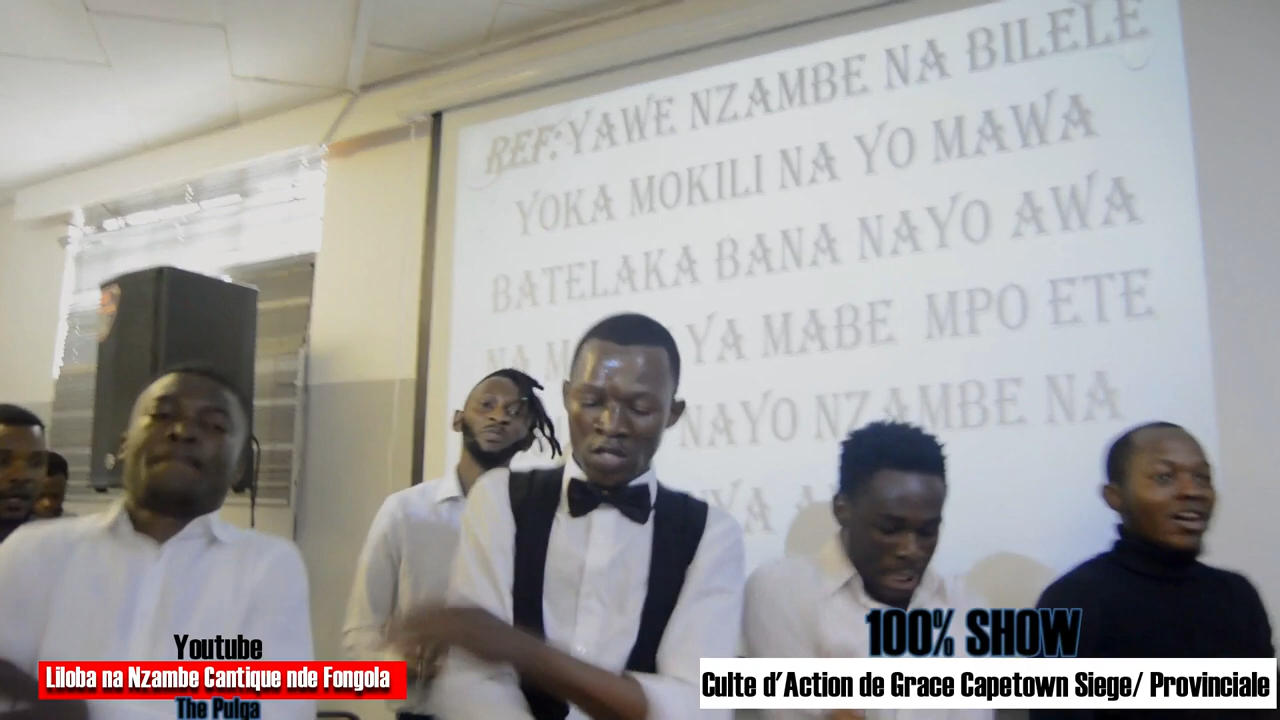 REF: YAWE NZAMBE NA BILELE
YOKA MOKILI NA YO MAWA
BATELAKA BANA NAYO AWA
NA YA MABE MPO ETE
NAYO NZAMBE NA
Youtube
Liloba na Nzambe Cantique nde Fongola
The Pulga
100% SHOW
Culte d'Action de Grace Capetown Siege/ Provinciale